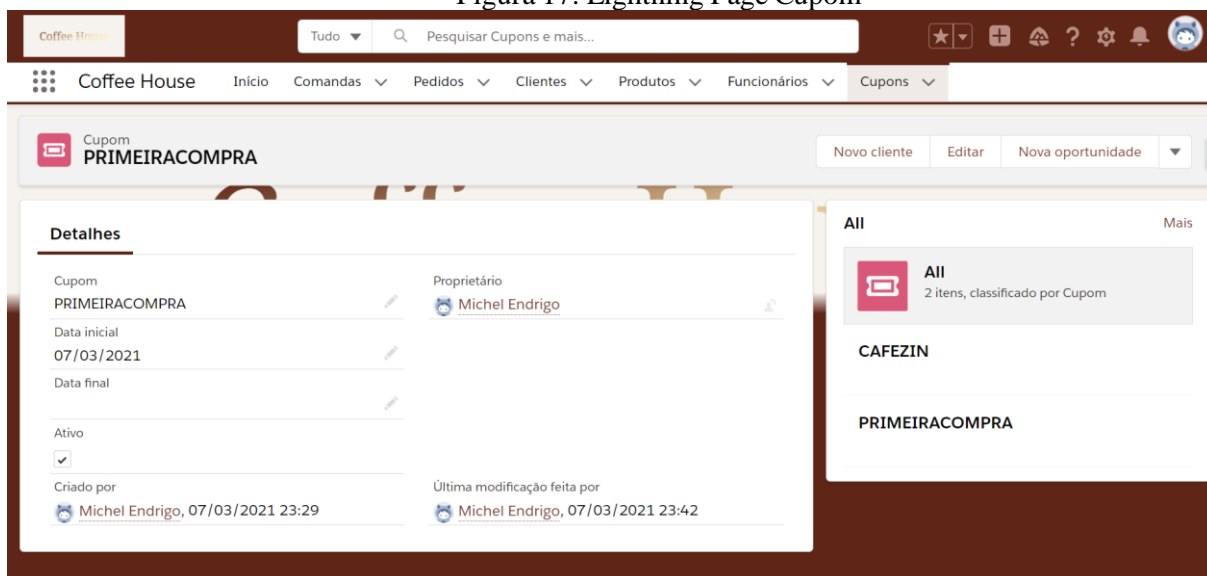 Figura 17: Lightning Page Cupom
Coffee House
Tudo
Pesquisar Cupons e mais...
Coffee House Início Comandas Pedidos Clientes Produtos Funcionários Cupons
Cupom
PRIMEIRACOMPRA
Novo cliente Editar Nova oportunidade
Detalhes
Cupom
PRIMEIRACOMPRA
Proprietário
Michel Endrigo
Data inicial
07/03/2021
Data final
Ativo
Criado por
Michel Endrigo, 07/03/2021 23:29
Última modificação feita por
Michel Endrigo, 07/03/2021 23:42
All
Mais
All
2 itens, classificado por Cupom
CAFEZIN
PRIMEIRACOMPRA